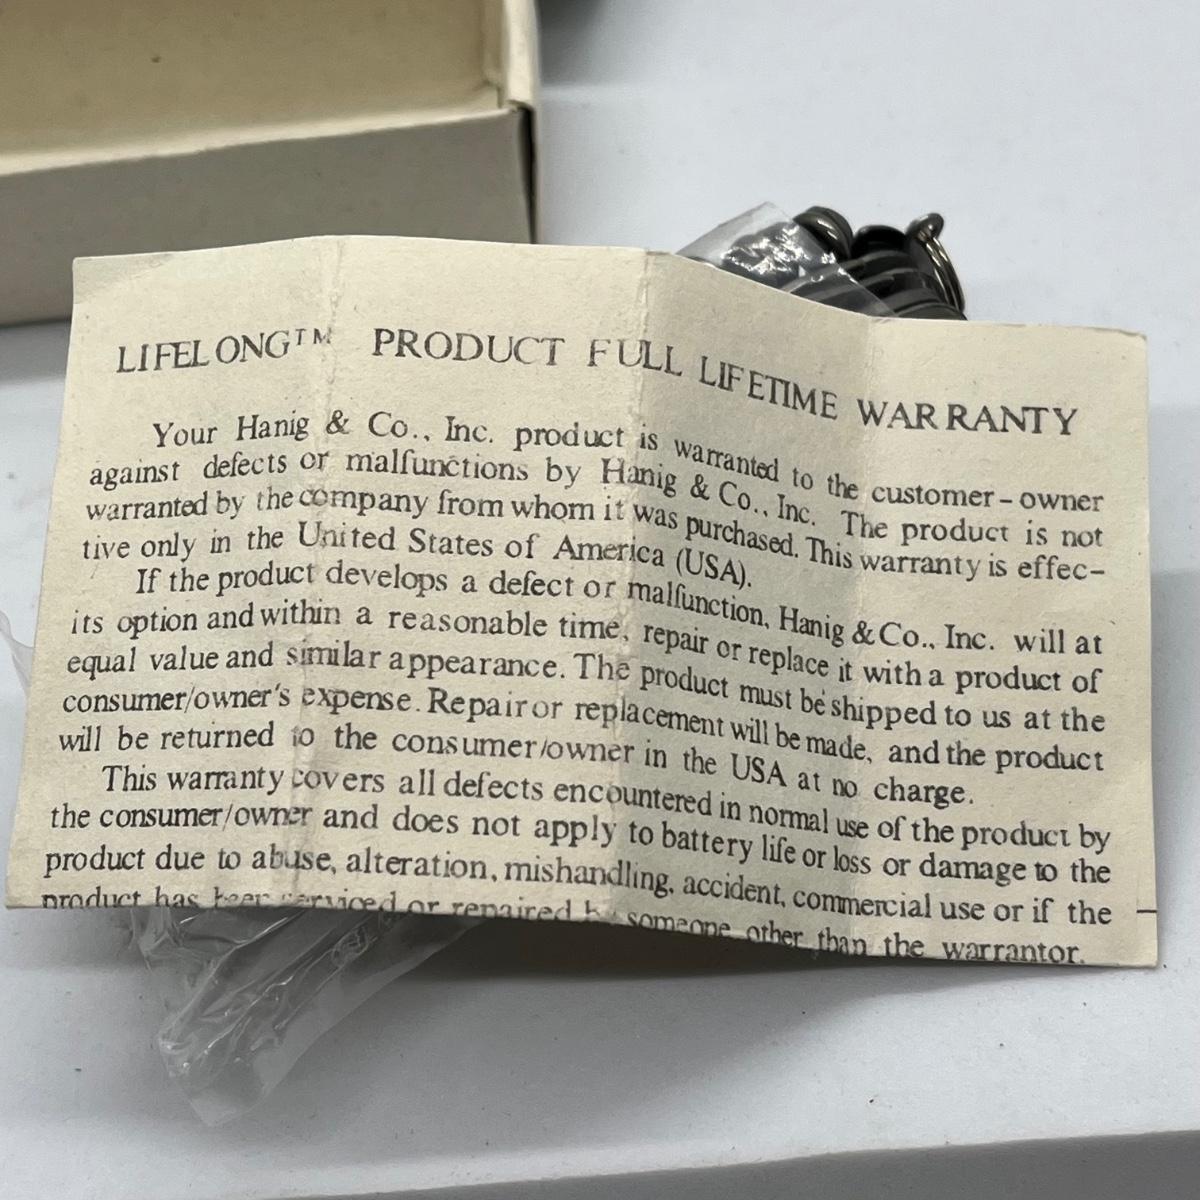 LIFELONG™ PRODUCT FULL LIFETIME WARRANTY
Your Hanig & Co., Inc. product is warranted to the customer-owner
against defects or malfunctions by Hanig & Co., Inc. The product is not
warranted by the company from whom it was purchased. This warranty is effec-
tive only in the United States of America (USA).
If the product develops a defect or malfunction, Hanig & Co., Inc. will at
its option and within a reasonable time, repair or replace it with a product of
equal value and similar appearance. The product must be shipped to us at the
consumer/owner's expense. Repair or replacement will be made, and the product
will be returned to the consumer/owner in the USA at no charge.
This warranty covers all defects encountered in normal use of the product by
the consumer/owner and does not apply to battery life or loss or damage to the
product due to abuse, alteration, mishandling, accident, commercial use or if the
product has been serviced or repaired by someone other than the warrantor.